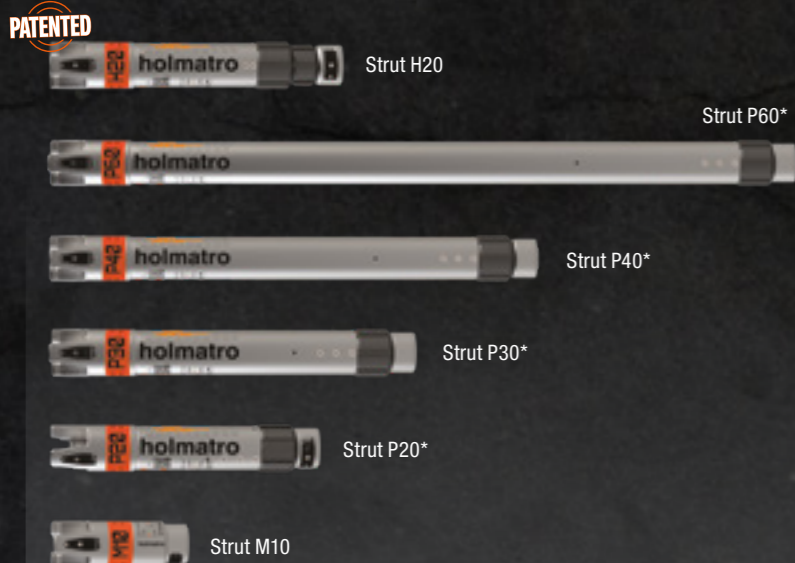 PATENTED
H20 holmatro
Strut H20
Strut P60*
P60 holmatro
P40 holmatro
Strut P40*
P30 holmatro
Strut P30*
P20 holmatro
Strut P20*
M10
Strut M10